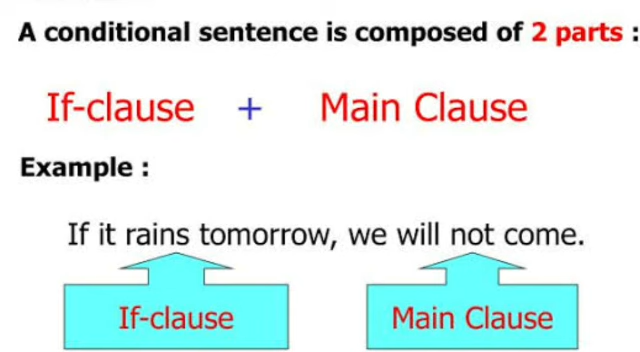 A conditional sentence is composed of 2 parts :
If-clause + Main Clause
Example :
If it rains tomorrow, we will not come.
If-clause Main Clause